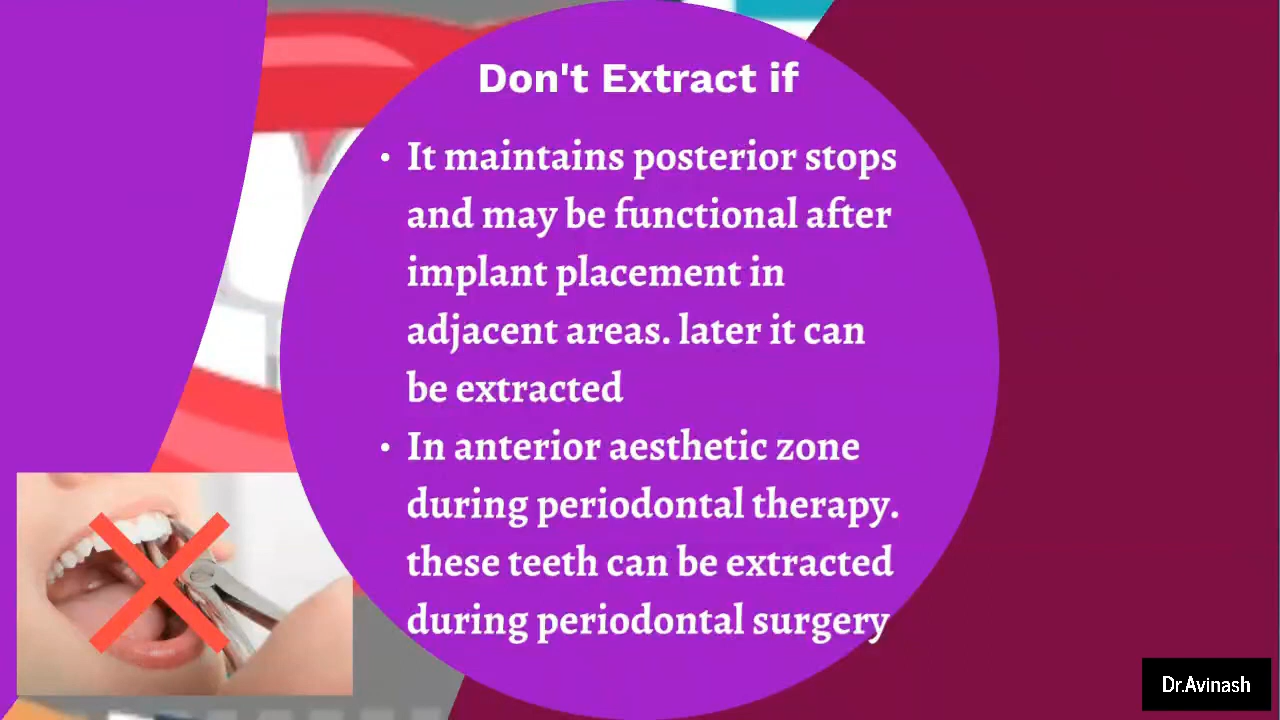 Don't Extract if
• It maintains posterior stops
and may be functional after
implant placement in
adjacent areas. later it can
be extracted
• In anterior aesthetic zone
during periodontal therapy.
these teeth can be extracted
during periodontal surgery
Dr.Avinash